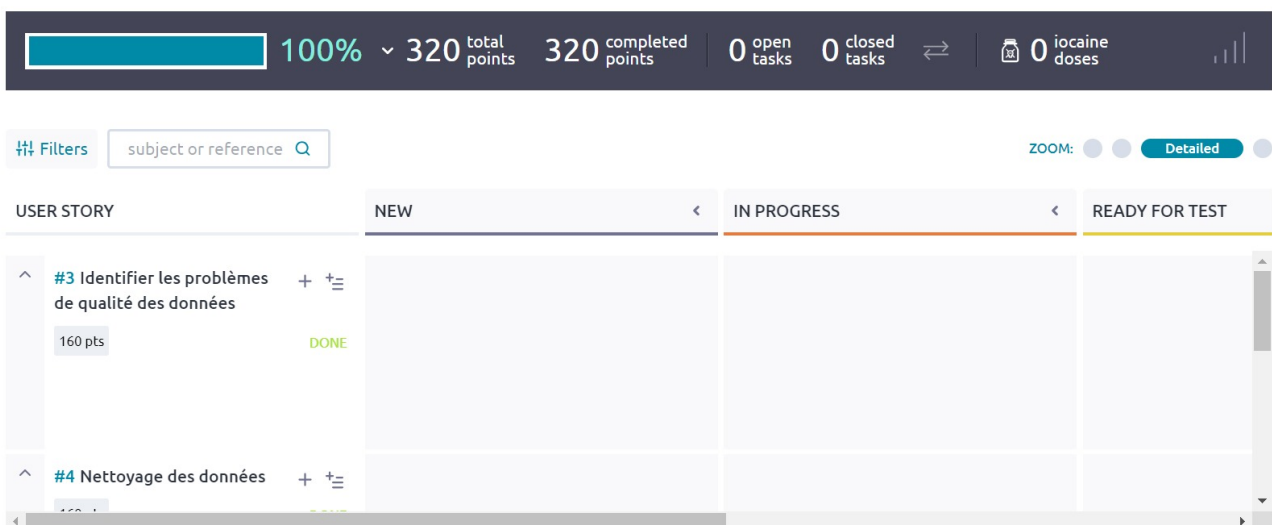 100% 320 total points 320 completed points 0 open tasks 0 closed tasks 0 iocaine doses
Filters subject or reference ZOOM: Detailed
USER STORY NEW IN PROGRESS READY FOR TEST
#3 Identifier les problèmes
de qualité des données
160 pts DONE
#4 Nettoyage des données